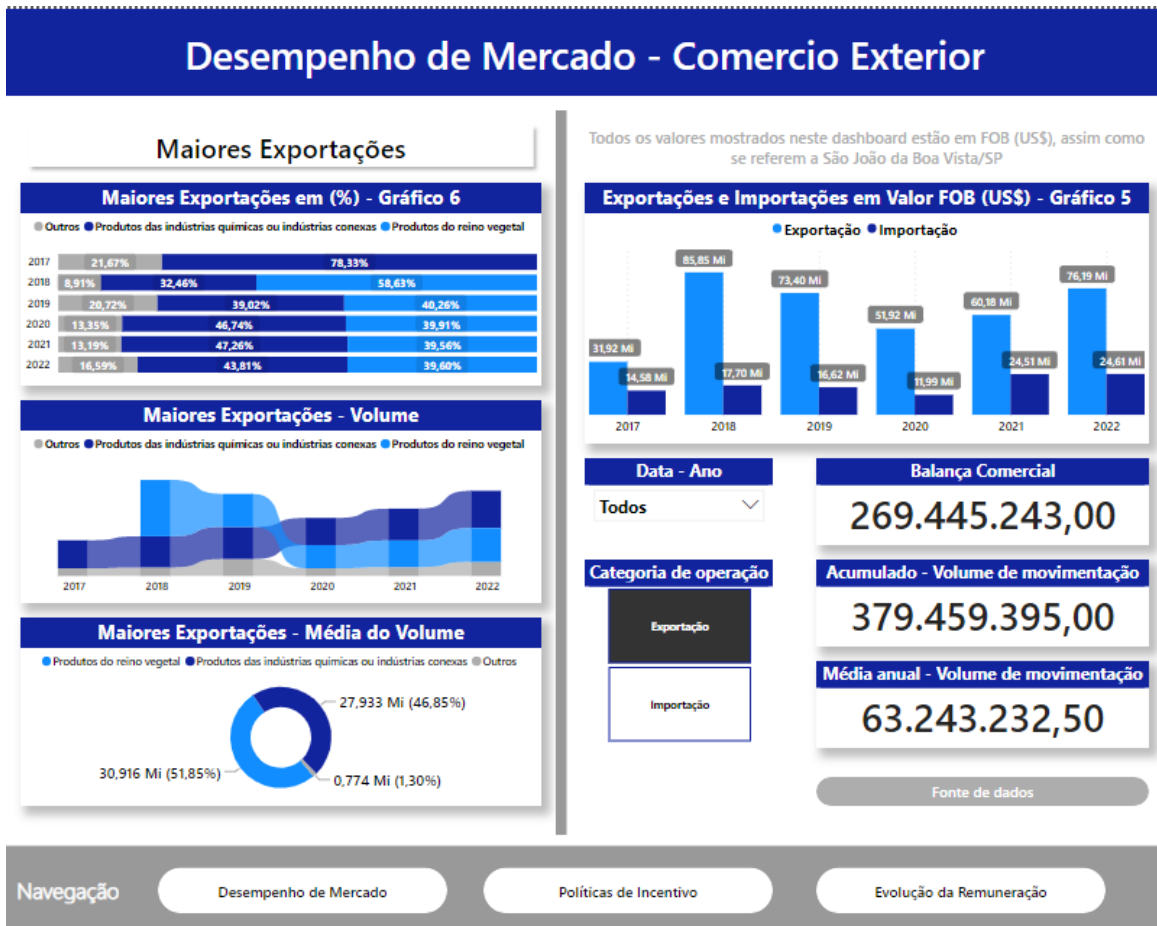 Desempenho de Mercado - Comercio Exterior
Maiores Exportações
Maiores Exportações em (%) - Gráfico 6
Outros Produtos das indústrias químicas ou indústrias conexas Produtos do reino vegetal
2017 21,67% 78,33%
2018 8,91% 32,46% 58,63%
2019 20,72% 39,02% 40,26%
2020 13,35% 46,74% 39,91%
2021 13,19% 47,26% 39,56%
2022 16,59% 43,81% 39,60%
Maiores Exportações - Volume
Outros Produtos das indústrias químicas ou indústrias conexas Produtos do reino vegetal
2017 2018 2019 2020 2021 2022
Maiores Exportações - Média do Volume
Produtos do reino vegetal Produtos das indústrias químicas ou indústrias conexas Outros
27,933 Mi (46,85%)
30,916 Mi (51,85%)
0,774 Mi (1,30%)
Todos os valores mostrados neste dashboard estão em FOB (US$), assim como
se referem a São João da Boa Vista/SP
Exportações e Importações em Valor FOB (US$) - Gráfico 5
Exportação Importação
31,92 Mi 85,85 Mi 73,40 Mi 51,92 Mi 60,18 Mi 76,19 Mi
14,58 Mi 17,70 Mi 16,62 Mi 11,99 Mi 24,51 Mi 24,61 Mi
2017 2018 2019 2020 2021 2022
Data - Ano
Todos
Categoria de operação
Exportação
Importação
Balança Comercial
269.445.243,00
Acumulado - Volume de movimentação
379.459.395,00
Média anual - Volume de movimentação
63.243.232,50
Fonte de dados
Navegação
Desempenho de Mercado
Políticas de Incentivo
Evolução da Remuneração